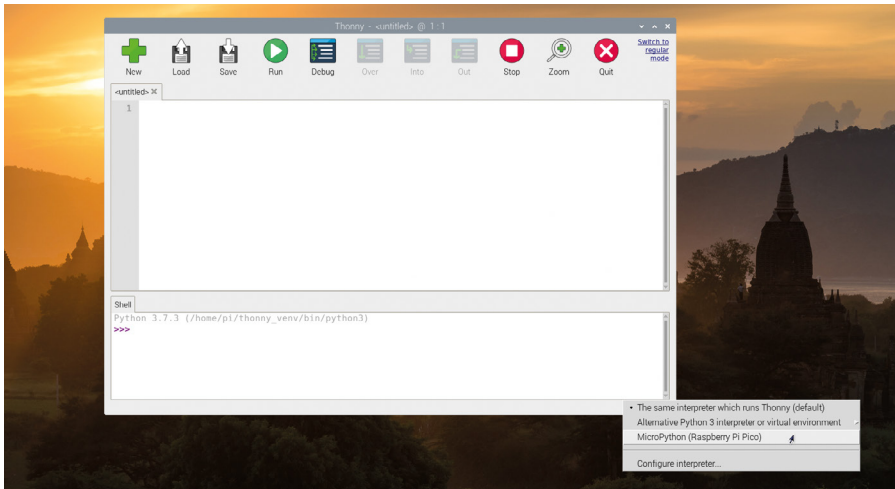 Thonny - <untitled> @ 1:1
Switch to
regular
mode
New Load Save Run Debug Over Into Out Stop Zoom Quit
<untitled>
1
Shell
Python 3.7.3 (/home/pi/thonny_venv/bin/python3)
>>>
• The same interpreter which runs Thonny (default)
Alternative Python 3 interpreter or virtual environment
MicroPython (Raspberry Pi Pico)
Configure interpreter...